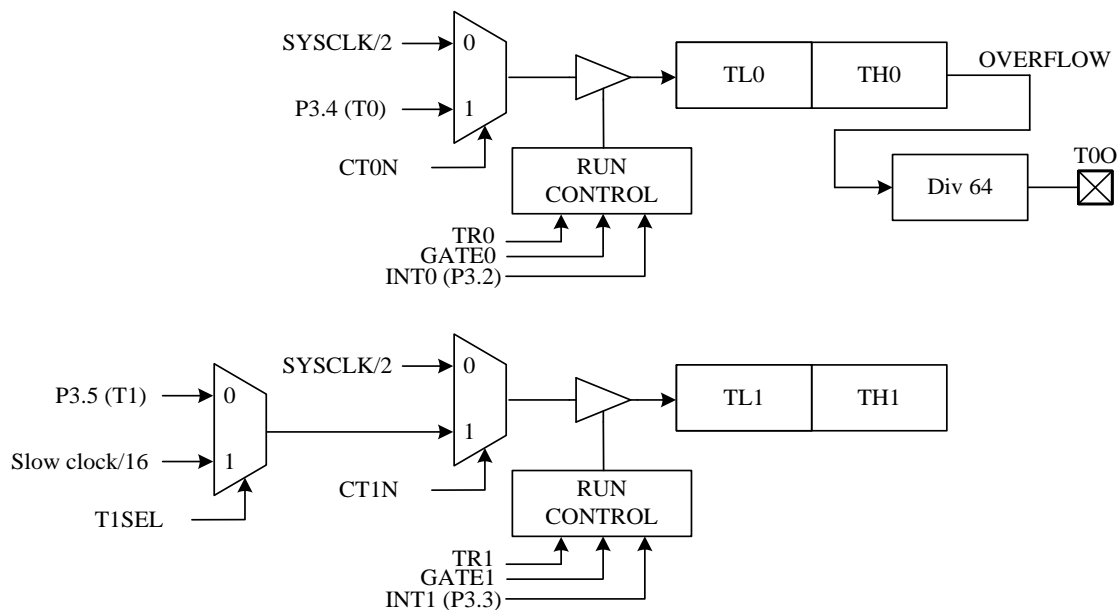 SYSCLK/2
0
P3.4 (T0)
1
CT0N
TL0
TH0
OVERFLOW
RUN
CONTROL
TR0
GATE0
INT0 (P3.2)
Div 64
T0O
SYSCLK/2
0
P3.5 (T1)
0
1
Slow clock/16
1
T1SEL
CT1N
TL1
TH1
RUN
CONTROL
TR1
GATE1
INT1 (P3.3)